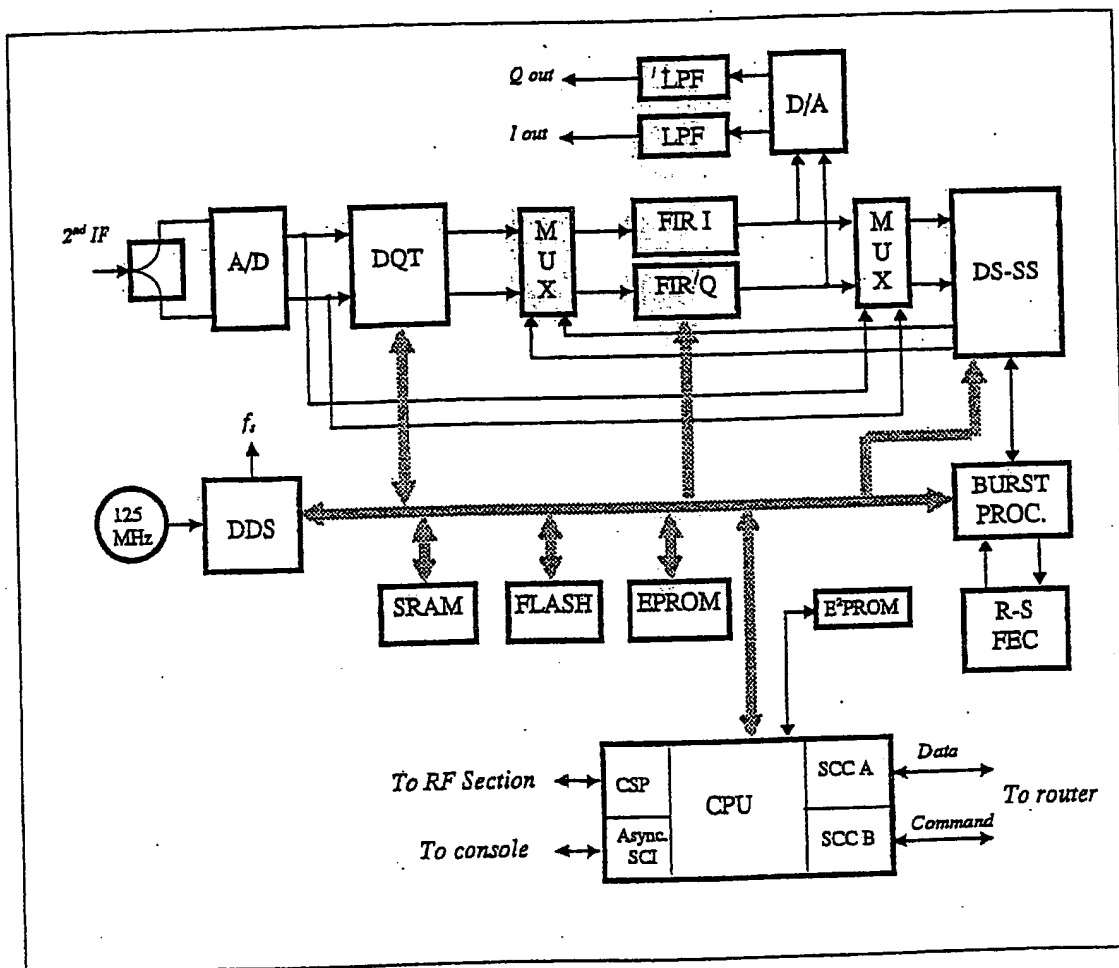 Q out
LPF
D/A
I out
LPF
2nd IF
A/D
DQT
M
U
X
FIR I
FIR Q
M
U
X
DS-SS
fs
125
MHz
DDS
BURST
PROC.
SRAM
FLASH
EPROM
E²PROM
R-S
FEC
To RF Section
CSP
CPU
SCC A
Data
To router
To console
Async.
SCI
SCC B
Command